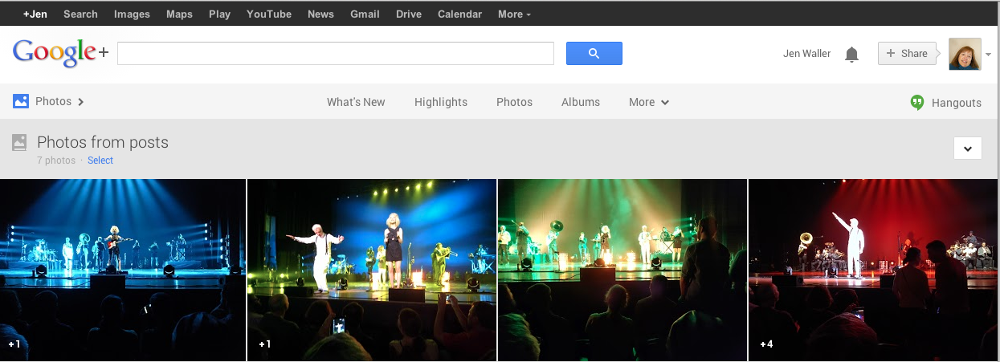 +Jen Search Images Maps Play YouTube News Gmail Drive Calendar More
Google+
Jen Waller
+ Share
Photos
What's New Highlights Photos Albums More
Hangouts
Photos from posts
7 photos · Select
+1
+1
+4